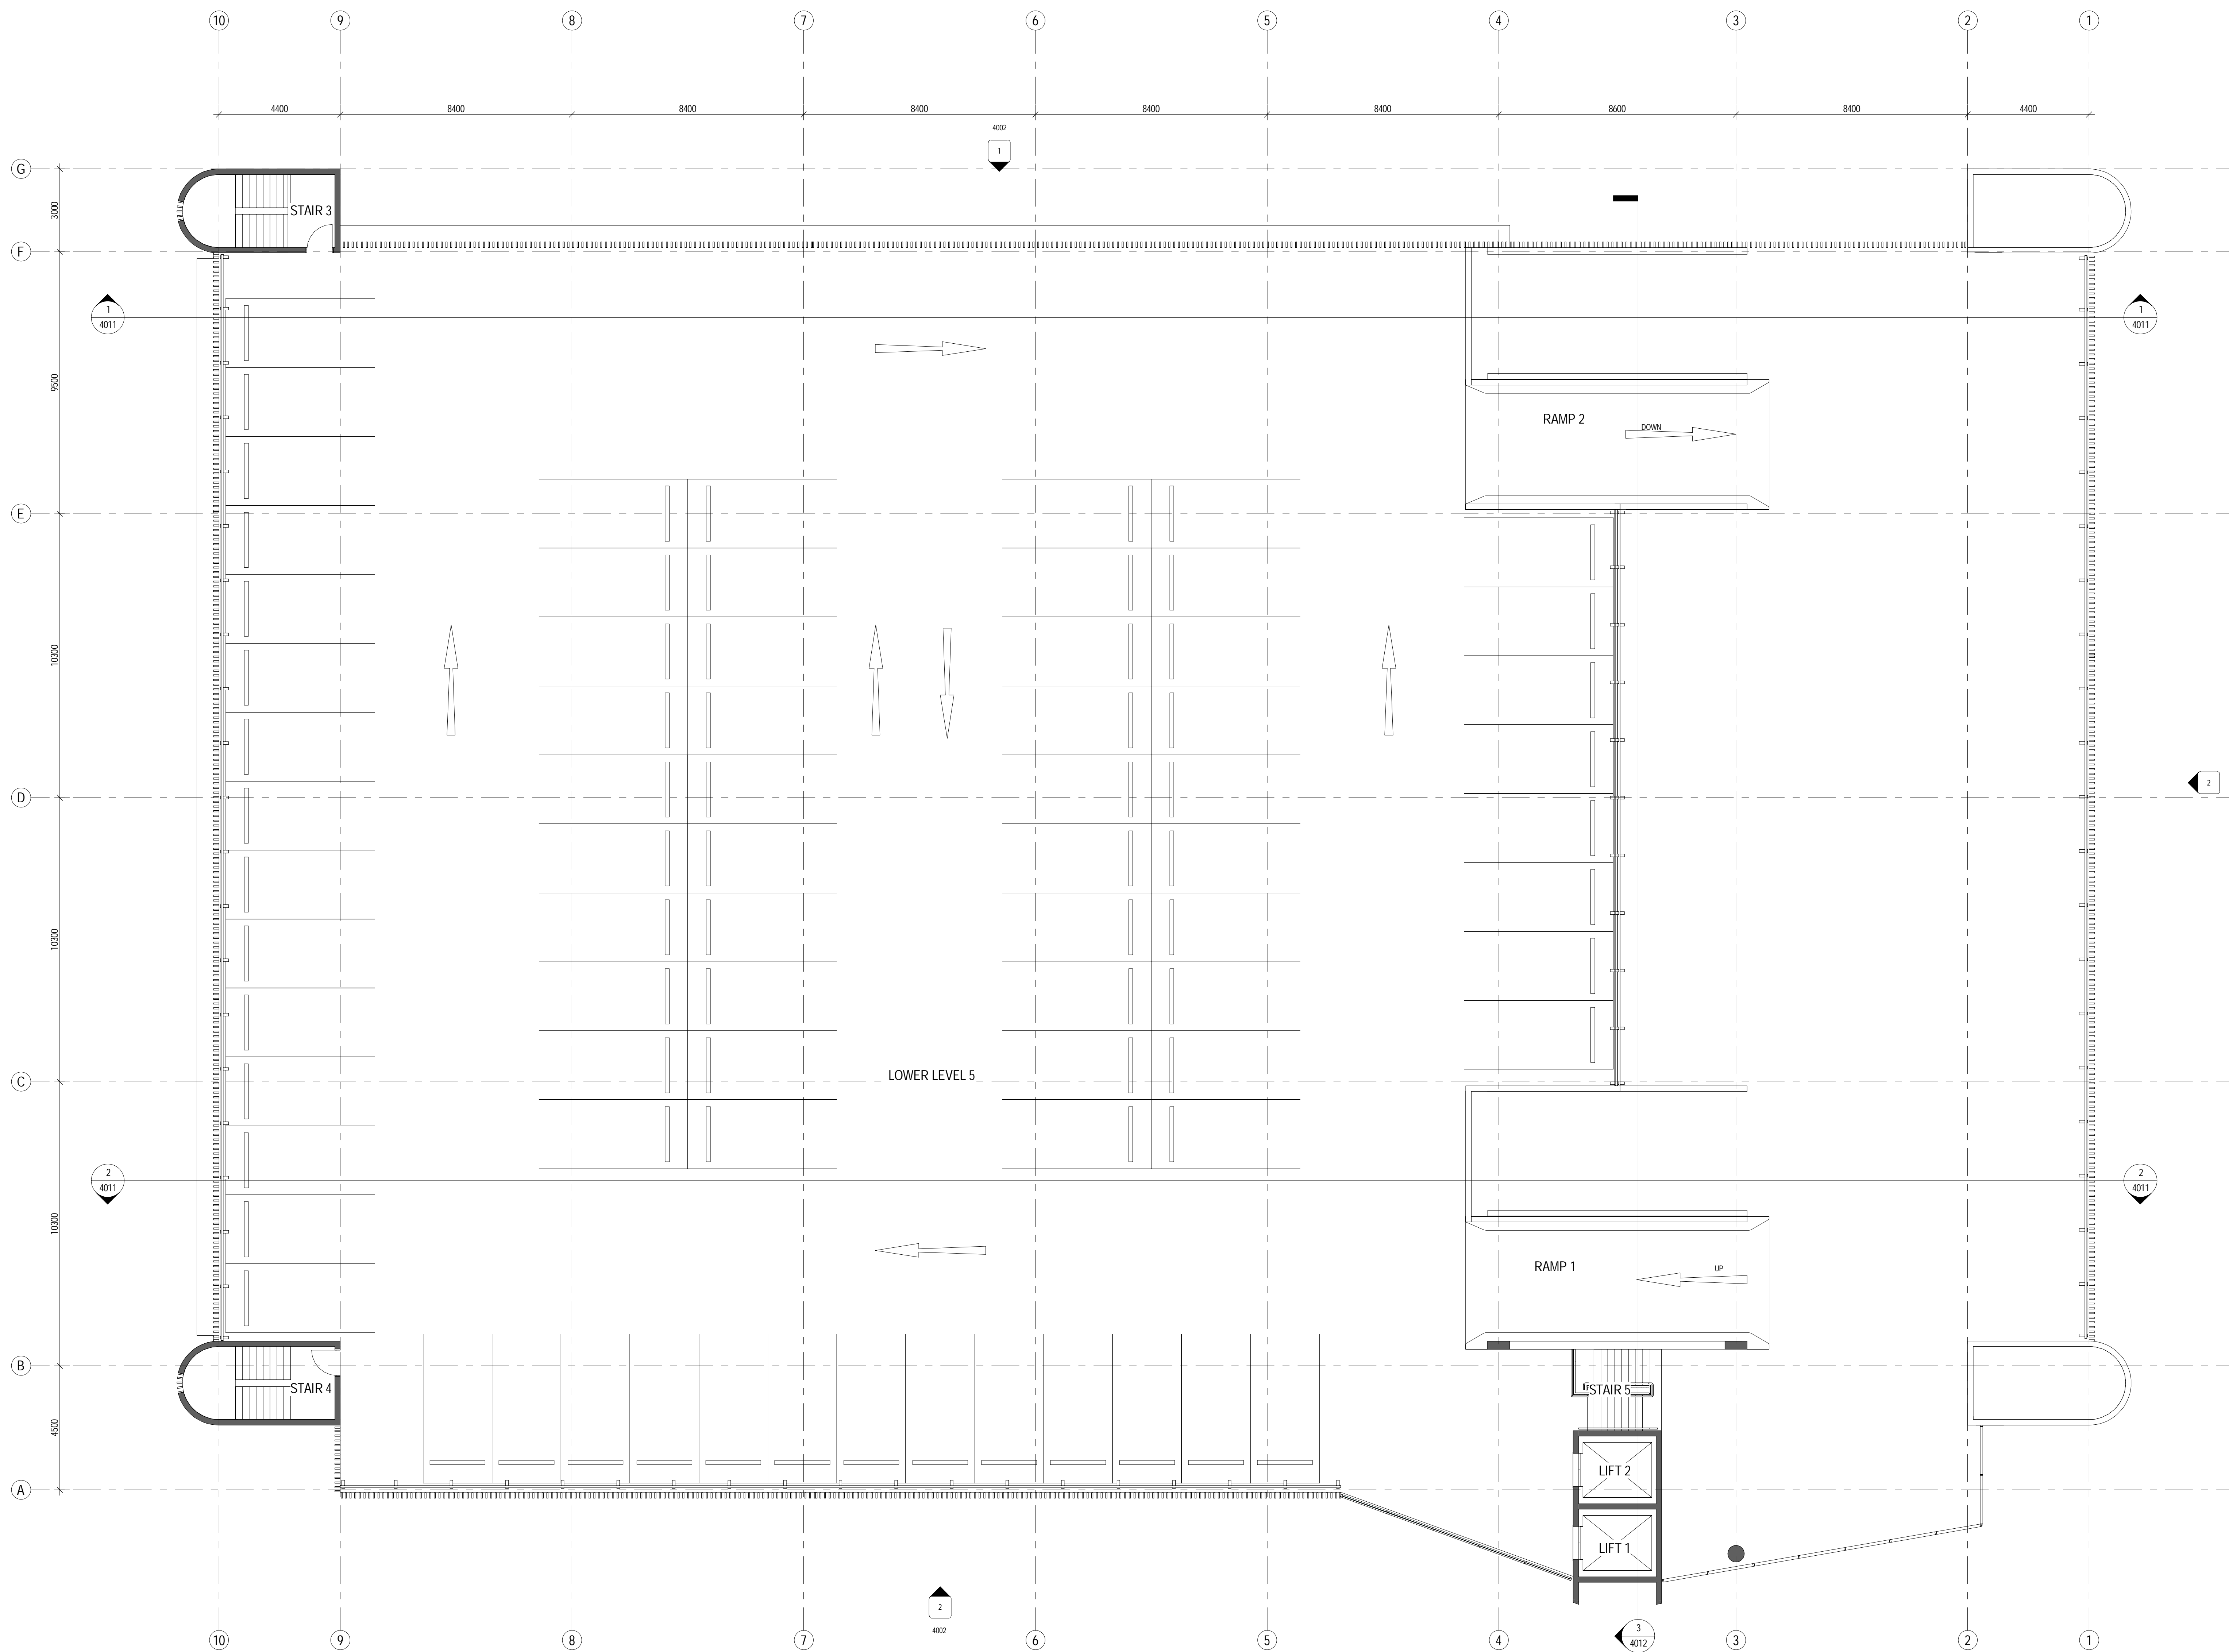 10 9 8 7 6 5 4 3 2 1
4400 8400 8400 8400 8400 8400 8600 8400 4400
4002
1
G
3000
STAIR 3
F
1
4011
1
4011
9500
RAMP 2
DOWN
E
10300
2
D
10300
LOWER LEVEL 5
C
2
4011
2
4011
10300
RAMP 1
UP
B
STAIR 4
STAIR 5
4500
LIFT 2
A
LIFT 1
2
4002
3
4012
10 9 8 7 6 5 4 3 2 1